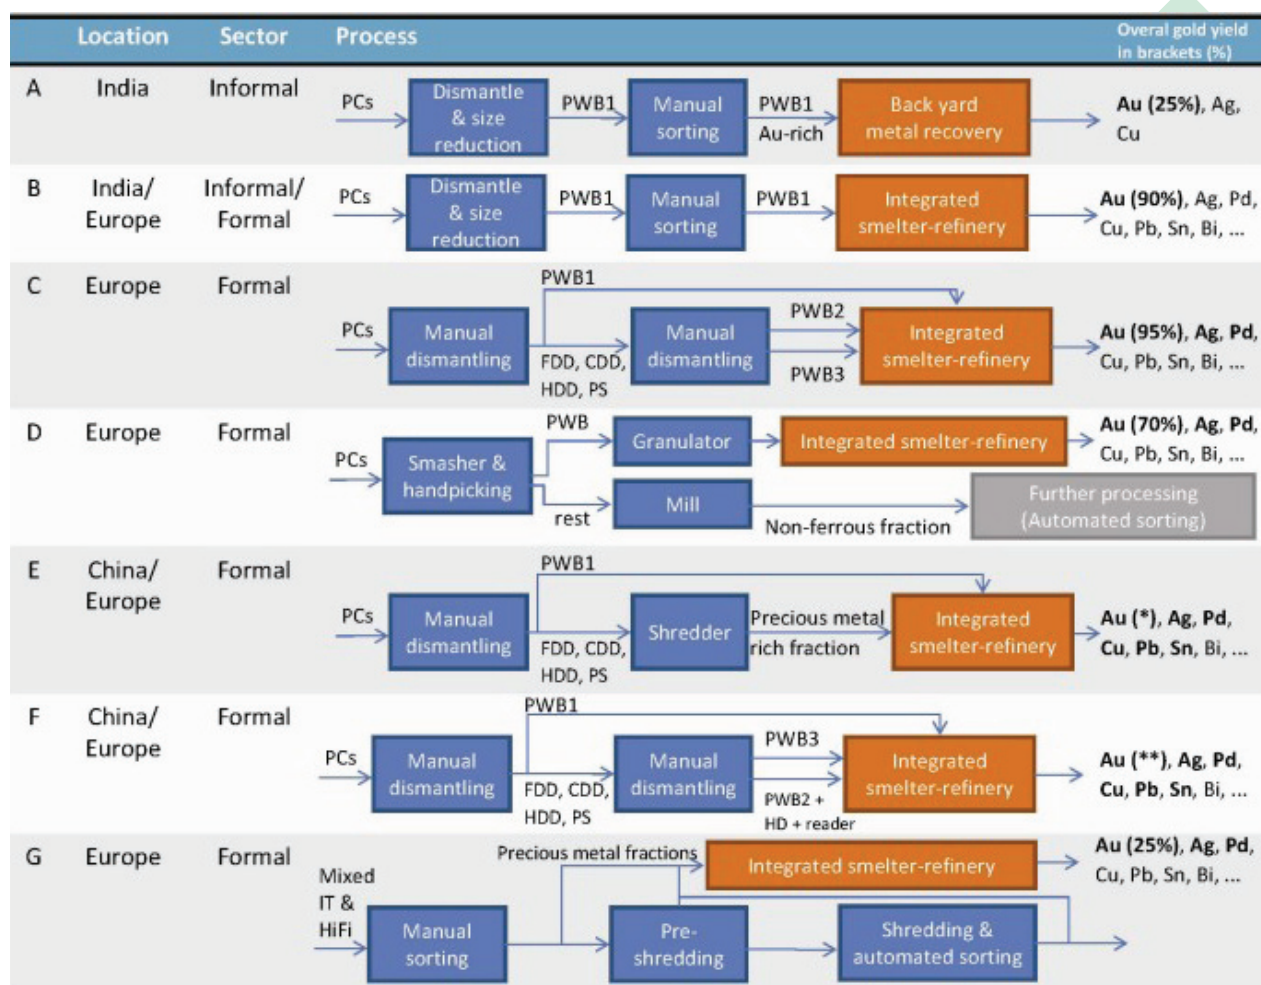 Location Sector Process Overal gold yield
in brackets (%)
A India Informal
PCs
Dismantle
& size
reduction
PWB1
Manual
sorting
PWB1
Au-rich
Back yard
metal recovery
Au (25%), Ag,
Cu
B India/
Europe
Informal/
Formal
PCs
Dismantle
& size
reduction
PWB1
Manual
sorting
PWB1
Integrated
smelter-refinery
Au (90%), Ag, Pd,
Cu, Pb, Sn, Bi, ...
C Europe Formal
PWB1
PCs
Manual
dismantling
FDD, CDD,
HDD, PS
Manual
dismantling
PWB2
PWB3
Integrated
smelter-refinery
Au (95%), Ag, Pd,
Cu, Pb, Sn, Bi, ...
D Europe Formal
PCs
Smasher &
handpicking
PWB
Granulator
Integrated smelter-refinery
Au (70%), Ag, Pd,
Cu, Pb, Sn, Bi, ...
rest
Mill
Non-ferrous fraction
Further processing
(Automated sorting)
E China/
Europe
Formal
PWB1
PCs
Manual
dismantling
FDD, CDD,
HDD, PS
Shredder
Precious metal
rich fraction
Integrated
smelter-refinery
Au (*), Ag, Pd,
Cu, Pb, Sn, Bi, ...
F China/
Europe
Formal
PWB1
PCs
Manual
dismantling
FDD, CDD,
HDD, PS
Manual
dismantling
PWB3
PWB2 +
HD + reader
Integrated
smelter-refinery
Au (**), Ag, Pd,
Cu, Pb, Sn, Bi, ...
G Europe Formal
Mixed
IT &
HiFi
Manual
sorting
Precious metal fractions
Integrated smelter-refinery
Au (25%), Ag, Pd,
Cu, Pb, Sn, Bi, ...
Pre-
shredding
Shredding &
automated sorting